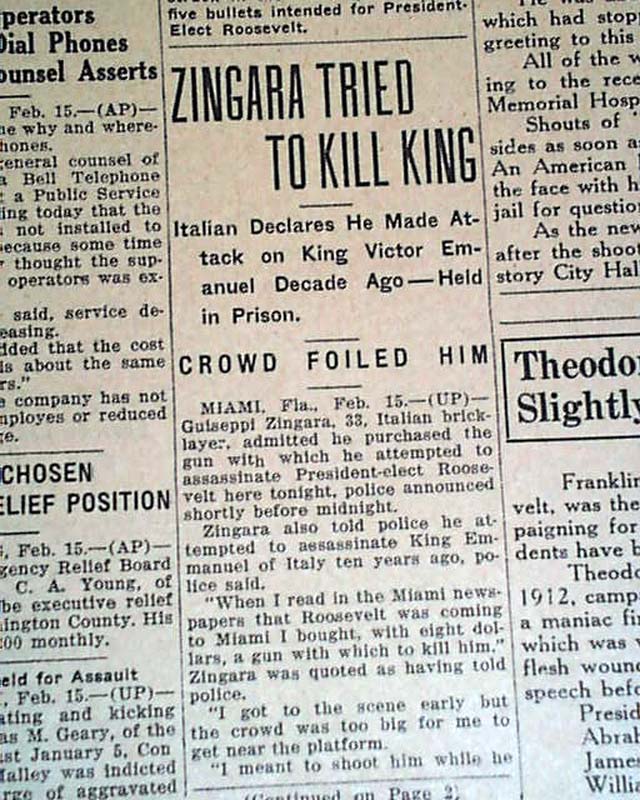 perators
Dial Phones
ounsel Asserts
Feb. 15.—(AP)—
he why and where-
hones.
general counsel of
a Bell Telephone
a Public Service
ing today that the
not installed to
because some time
thought the sup-
operators was ex-
said, service de-
easing.
dded that the cost
ls about the same
rs."
e company has not
mployes or reduced
ge.
CHOSEN
ELIEF POSITION
, Feb. 15.—(AP)—
gency Relief Board
C. A. Young, of
be executive relief
ington County. His
00 monthly.
eld for Assault
, Feb. 15.—(UP)—
ating and kicking
as M. Geary, of the
st January 5, Con
Malley was indicted
rge of aggravated
five bullets intended for President-
Elect Roosevelt.
ZINGARA TRIED
TO KILL KING
Italian Declares He Made At-
tack on King Victor Em-
anuel Decade Ago—Held
in Prison.
CROWD FOILED HIM
MIAMI, Fla., Feb. 15.—(UP)—
Guiseppi Zingara, 33, Italian brick-
layer, admitted he purchased the
gun with which he attempted to
assassinate President-elect Roose-
velt here tonight, police announced
shortly before midnight.
Zingara also told police he at-
tempted to assassinate King Em-
manuel of Italy ten years ago, po-
lice said.
"When I read in the Miami news-
papers that Roosevelt was coming
to Miami I bought, with eight dol-
lars, a gun with which to kill him."
Zingara was quoted as having told
police.
"I got to the scene early but
the crowd was too big for me to
get near the platform.
"I meant to shoot him while he
(Continued on Page 2)
which had stop
greeting to this
All of the w
ing to the rece
Memorial Hosp
Shouts of
sides as soon a
An American
the face with h
jail for question
As the new
after the shoot
story City Hal
Theodo
Slightly
Franklin
velt, was the
paigning for
dents have b
Theodo
1912, camp
a maniac fi
which was
flesh woun
speech bef
Presid
Abrah
James
Willia